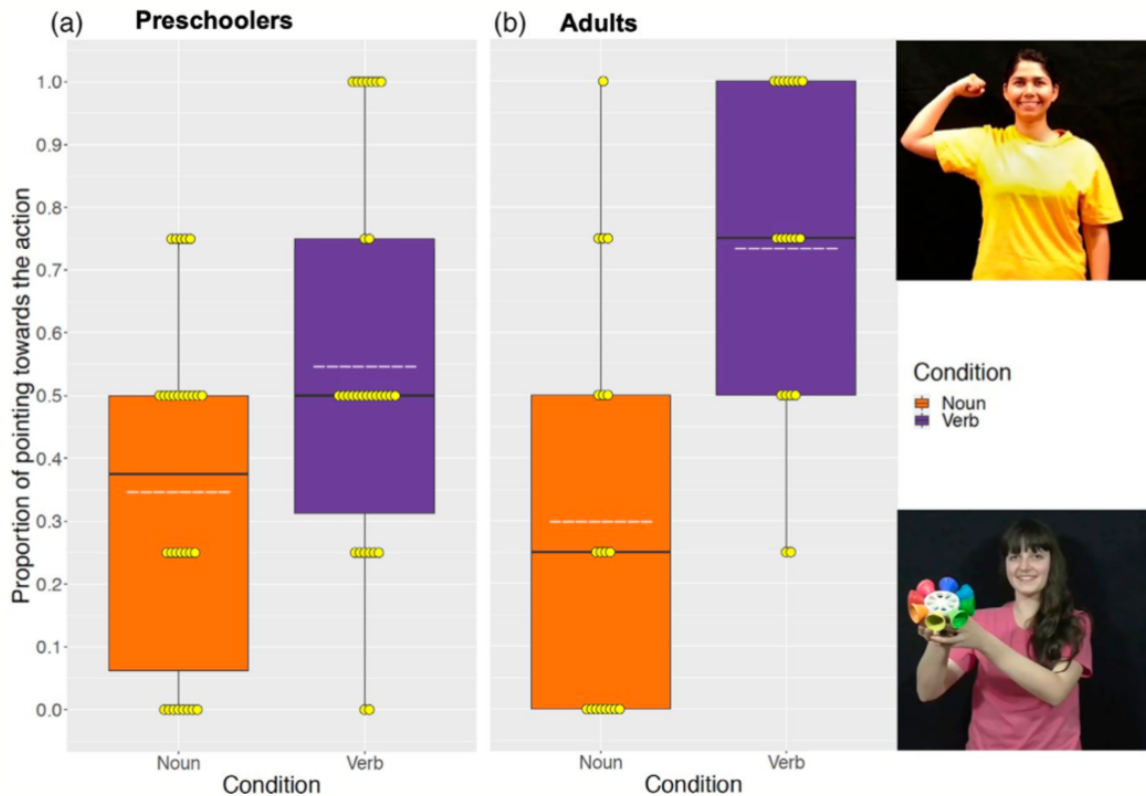 (a) Preschoolers
(b) Adults
Proportion of pointing towards the action
1.0
0.9
0.8
0.7
0.6
0.5
0.4
0.3
0.2
0.1
0.0
Noun Verb
Condition
Noun Verb
Condition
Condition
Noun
Verb